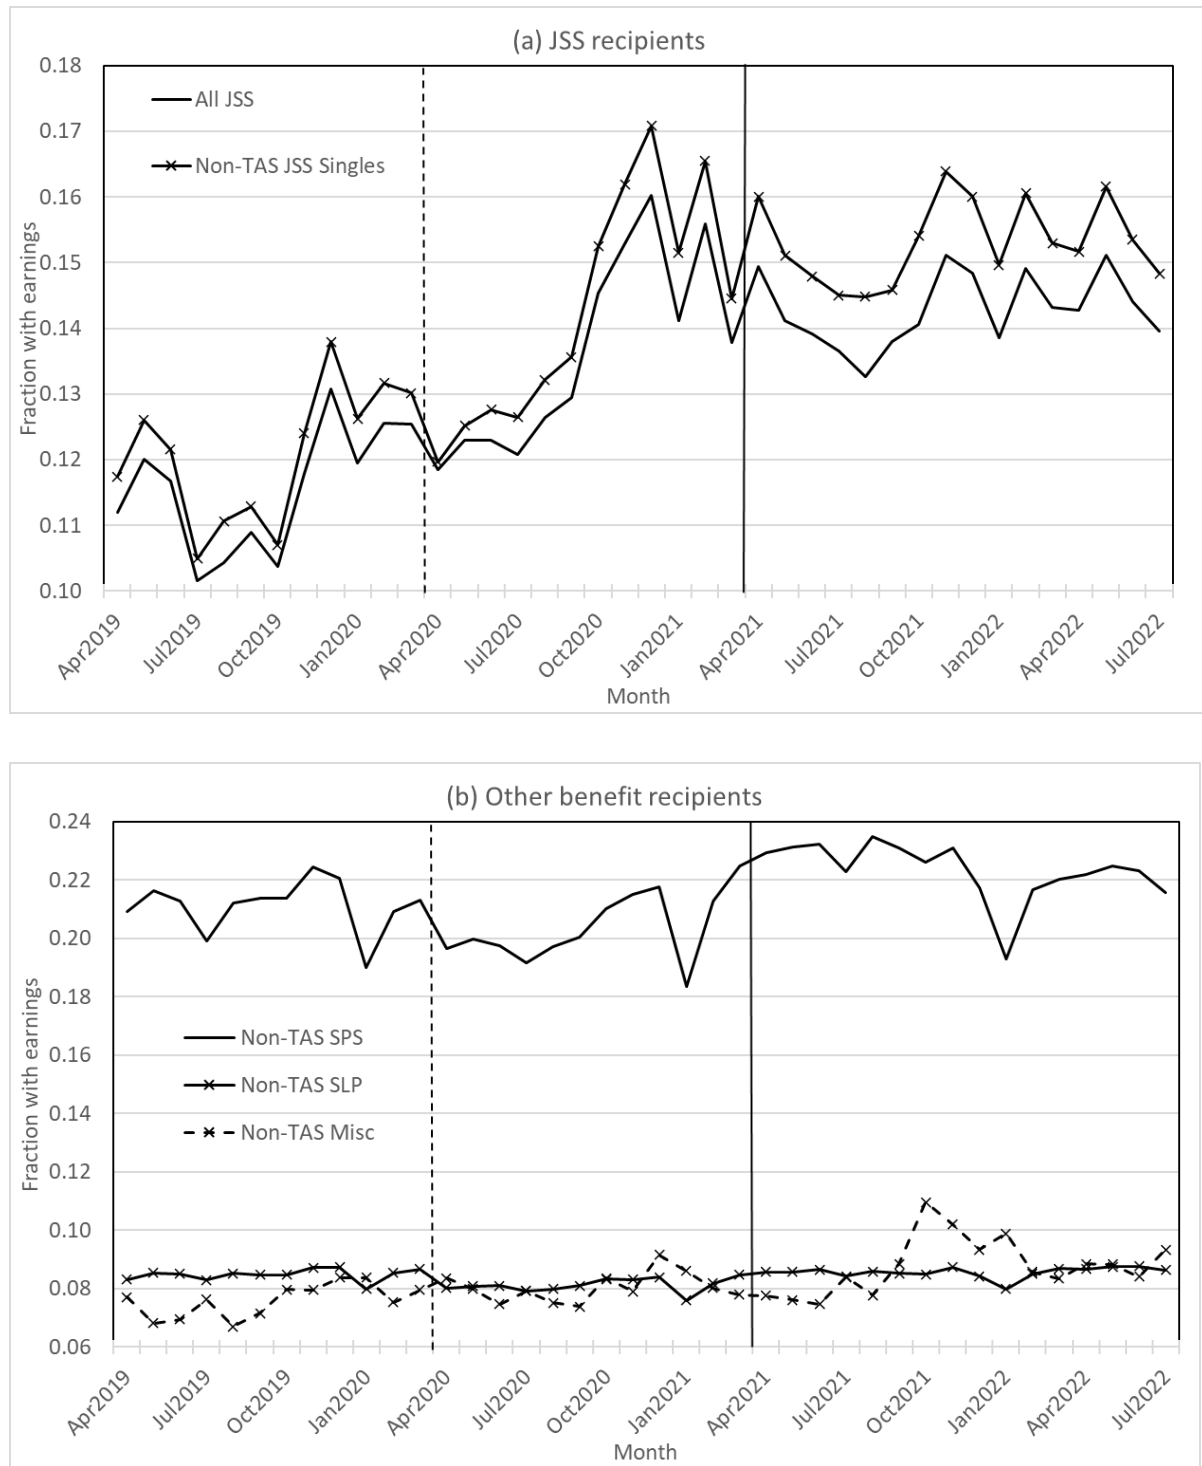 (a) JSS recipients
0.18
0.17
0.16
0.15
0.14
0.13
0.12
0.11
0.10
Fraction with earnings
All JSS
Non-TAS JSS Singles
Apr2019
Jul2019
Oct2019
Jan2020
Apr2020
Jul2020
Oct2020
Jan2021
Apr2021
Jul2021
Oct2021
Jan2022
Apr2022
Jul2022
Month
(b) Other benefit recipients
0.24
0.22
0.20
0.18
0.16
0.14
0.12
0.10
0.08
0.06
Fraction with earnings
Non-TAS SPS
Non-TAS SLP
Non-TAS Misc
Apr2019
Jul2019
Oct2019
Jan2020
Apr2020
Jul2020
Oct2020
Jan2021
Apr2021
Jul2021
Oct2021
Jan2022
Apr2022
Jul2022
Month